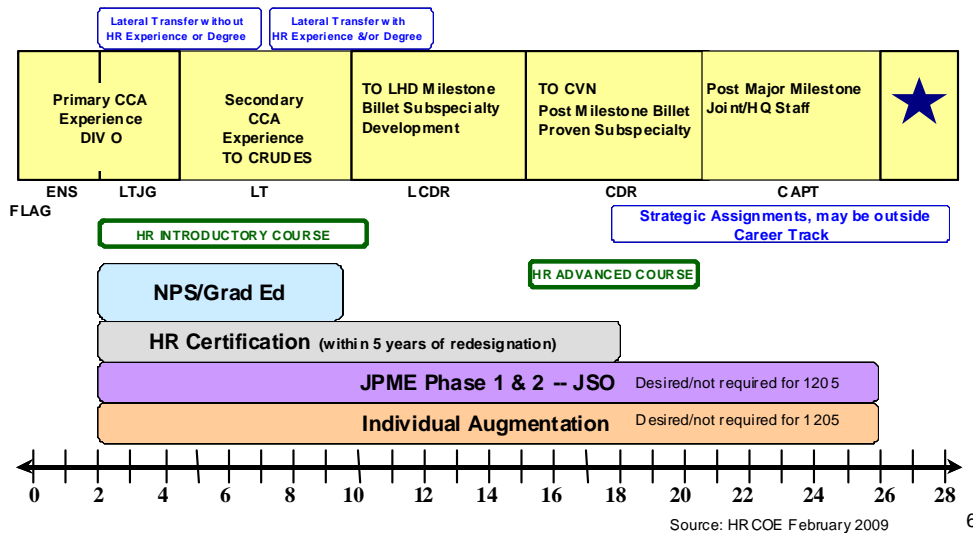 Lateral Transfer without
HR Experience or Degree
Lateral Transfer with
HR Experience &/or Degree
Primary CCA
Experience
DIV O
Secondary
CCA
Experience
TO CRUDES
TO LHD Milestone
Billet Subspecialty
Development
TO CVN
Post Milestone Billet
Proven Subspecialty
Post Major Milestone
Joint/HQ Staff
ENS LTJG LT LCDR CDR CAPT
FLAG
Strategic Assignments, may be outside
Career Track
HR INTRODUCTORY COURSE
HR ADVANCED COURSE
NPS/Grad Ed
HR Certification (within 5 years of redesignation)
JPME Phase 1 & 2 -- JSO Desired/not required for 1205
Individual Augmentation Desired/not required for 1205
0 2 4 6 8 10 12 14 16 18 20 22 24 26 28
Source: HRCOE February 2009
6